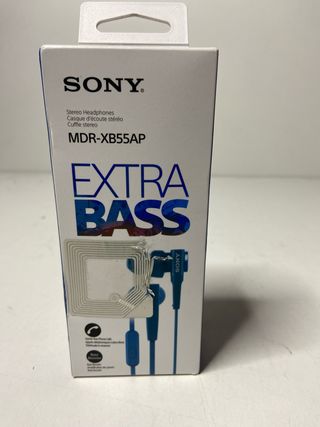 SONY®
Stereo Headphones
Casque d'écoute stéréo
Cuffie stereo
MDR-XB55AP
EXTRA
BASS
SONY